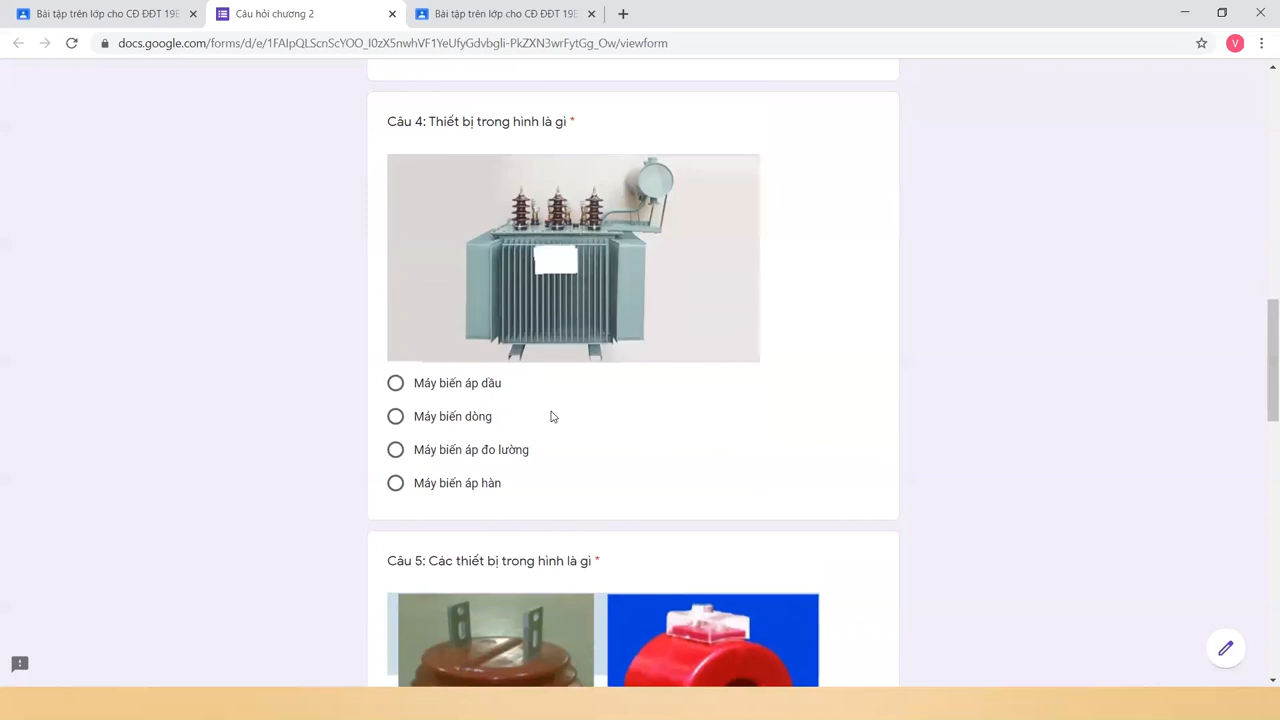 Bài tập trên lớp cho CĐ ĐĐT 19E
Câu hỏi chương 2
Bài tập trên lớp cho CĐ ĐĐT 19E
docs.google.com/forms/d/e/1FAIpQLScnScYOO_I0zX5nwhVF1YeUfyGdvbgli-PkZXN3wrFytGg_Ow/viewform
V
Câu 4: Thiết bị trong hình là gì *
Máy biến áp dầu
Máy biến dòng
Máy biến áp đo lường
Máy biến áp hàn
Câu 5: Các thiết bị trong hình là gì *